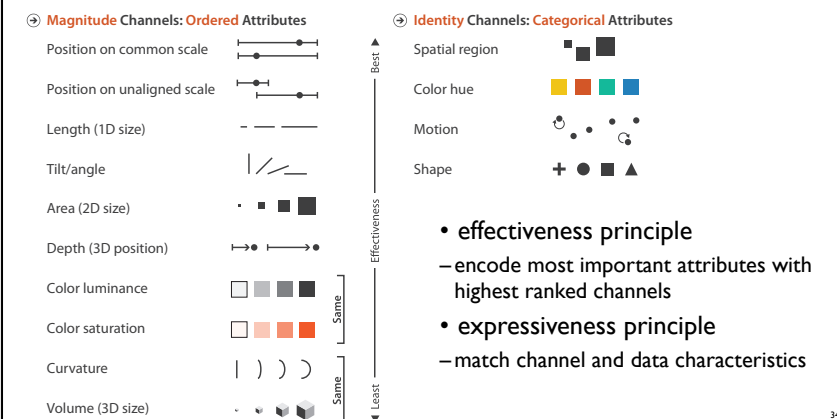 Magnitude Channels: Ordered Attributes
Position on common scale
Position on unaligned scale
Length (1D size)
Tilt/angle
Area (2D size)
Depth (3D position)
Color luminance
Color saturation
Curvature
Volume (3D size)
Same
Same
Best
Effectiveness
Least
Identity Channels: Categorical Attributes
Spatial region
Color hue
Motion
Shape
• effectiveness principle
–encode most important attributes with
highest ranked channels
• expressiveness principle
–match channel and data characteristics